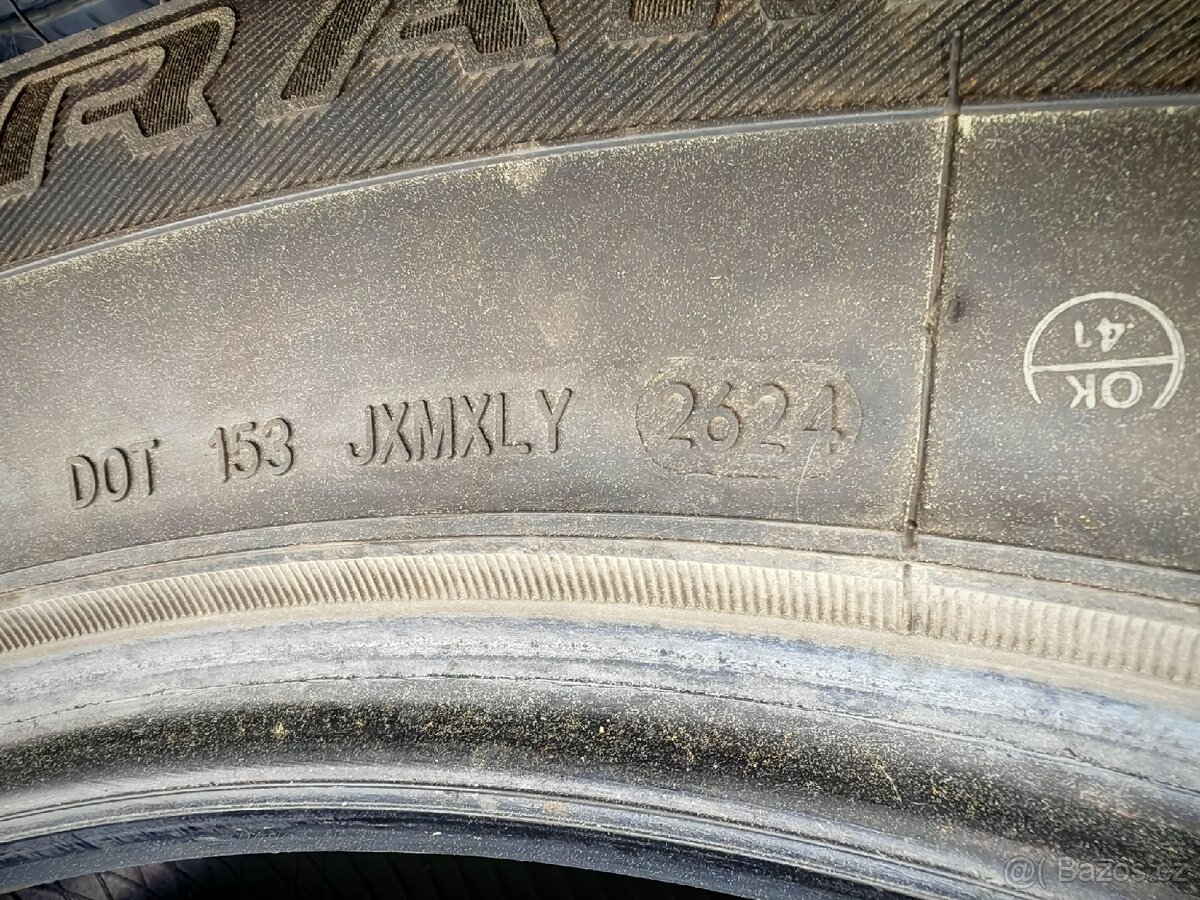 DOT 153 JXMXLY 2624
OK
.41
@( Bazos.cz